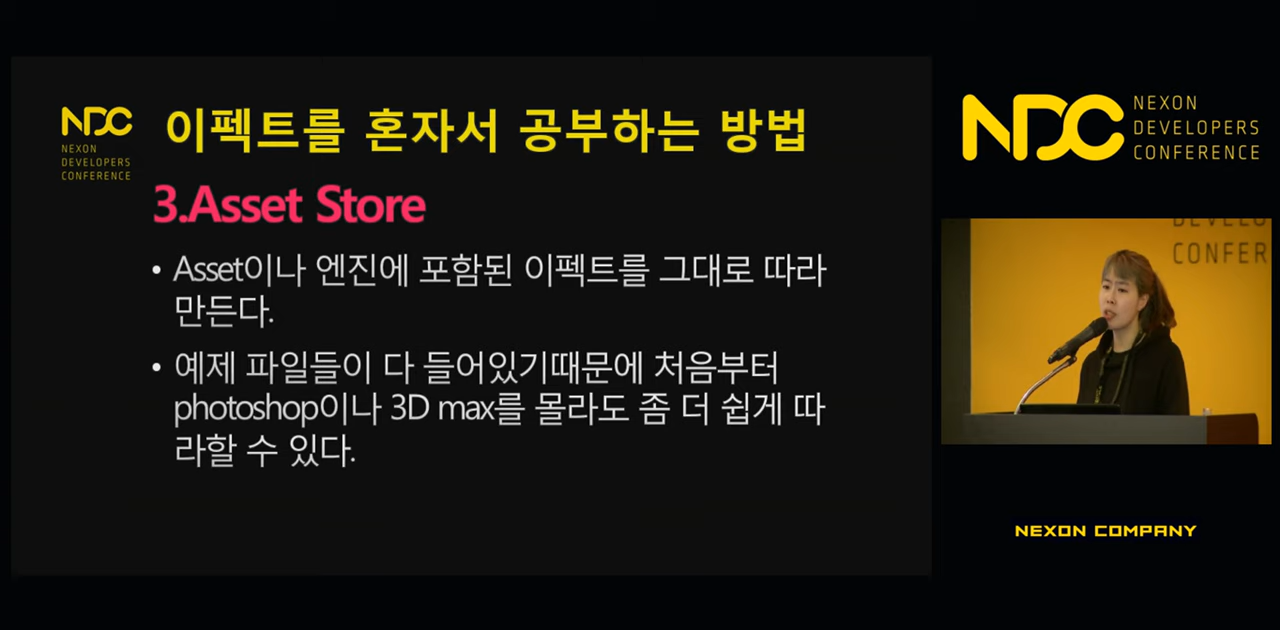 NDC
NEXON
DEVELOPERS
CONFERENCE
이펙트를 혼자서 공부하는 방법
3.Asset Store
• Asset이나 엔진에 포함된 이펙트를 그대로 따라
만든다.
• 예제 파일들이 다 들어있기때문에 처음부터
photoshop이나 3D max를 몰라도 좀 더 쉽게 따
라할 수 있다.
NDC
NEXON
DEVELOPERS
CONFERENCE
DEVELO
CONFER
NEXON COMPANY